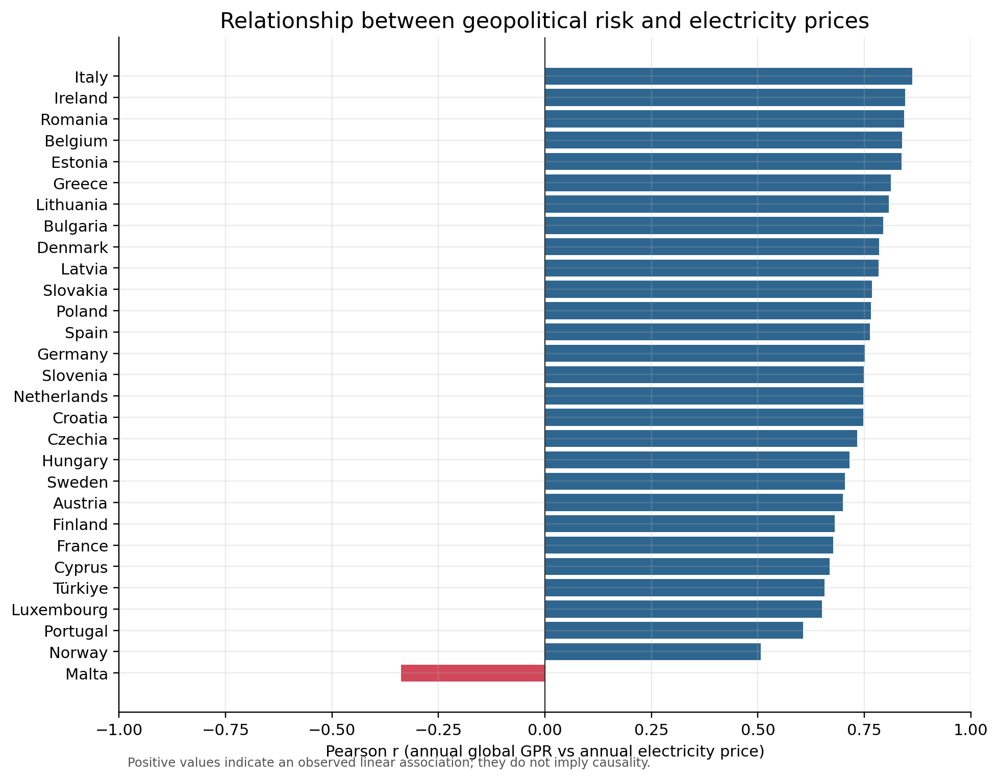 Relationship between geopolitical risk and electricity prices
Italy
Ireland
Romania
Belgium
Estonia
Greece
Lithuania
Bulgaria
Denmark
Latvia
Slovakia
Poland
Spain
Germany
Slovenia
Netherlands
Croatia
Czechia
Hungary
Sweden
Austria
Finland
France
Cyprus
Türkiye
Luxembourg
Portugal
Norway
Malta
−1.00 −0.75 −0.50 −0.25 0.00 0.25 0.50 0.75 1.00
Pearson r (annual global GPR vs annual electricity price)
Positive values indicate an observed linear association; they do not imply causality.